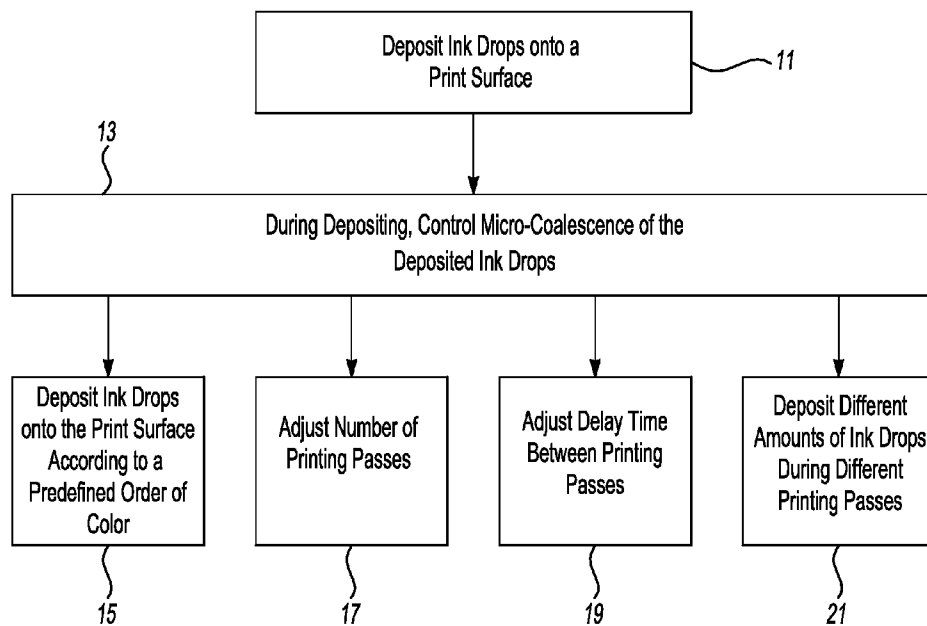 Deposit Ink Drops onto a
Print Surface
11
13
During Depositing, Control Micro-Coalescence of the
Deposited Ink Drops
Deposit Ink Drops
onto the Print Surface
According to a
Predefined Order of
Color
Adjust Number of
Printing Passes
Adjust Delay Time
Between Printing
Passes
Deposit Different
Amounts of Ink Drops
During Different
Printing Passes
15
17
19
21